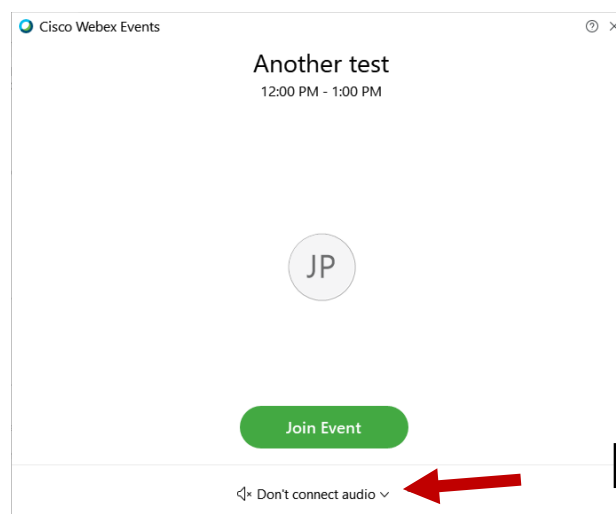 Cisco Webex Events
Another test
12:00 PM - 1:00 PM
JP
Join Event
Don't connect audio